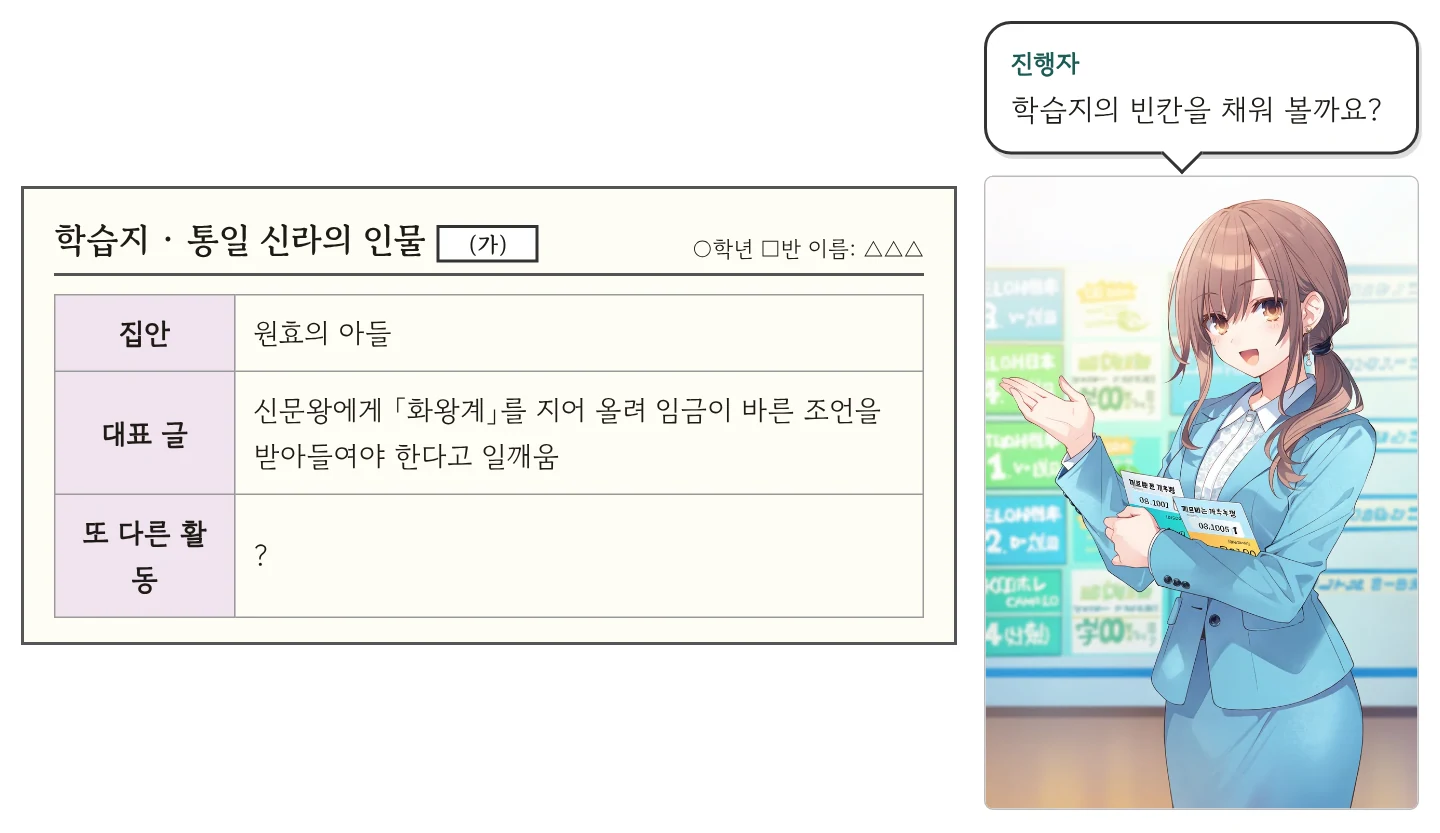 진행자
학습지의 빈칸을 채워 볼까요?
학습지 · 통일 신라의 인물 (가)
○학년 □반 이름: △△△
집안
원효의 아들
대표 글
신문왕에게 「화왕계」를 지어 올려 임금이 바른 조언을
받아들여야 한다고 일깨움
또 다른 활
동
?
08.1001
08.1005